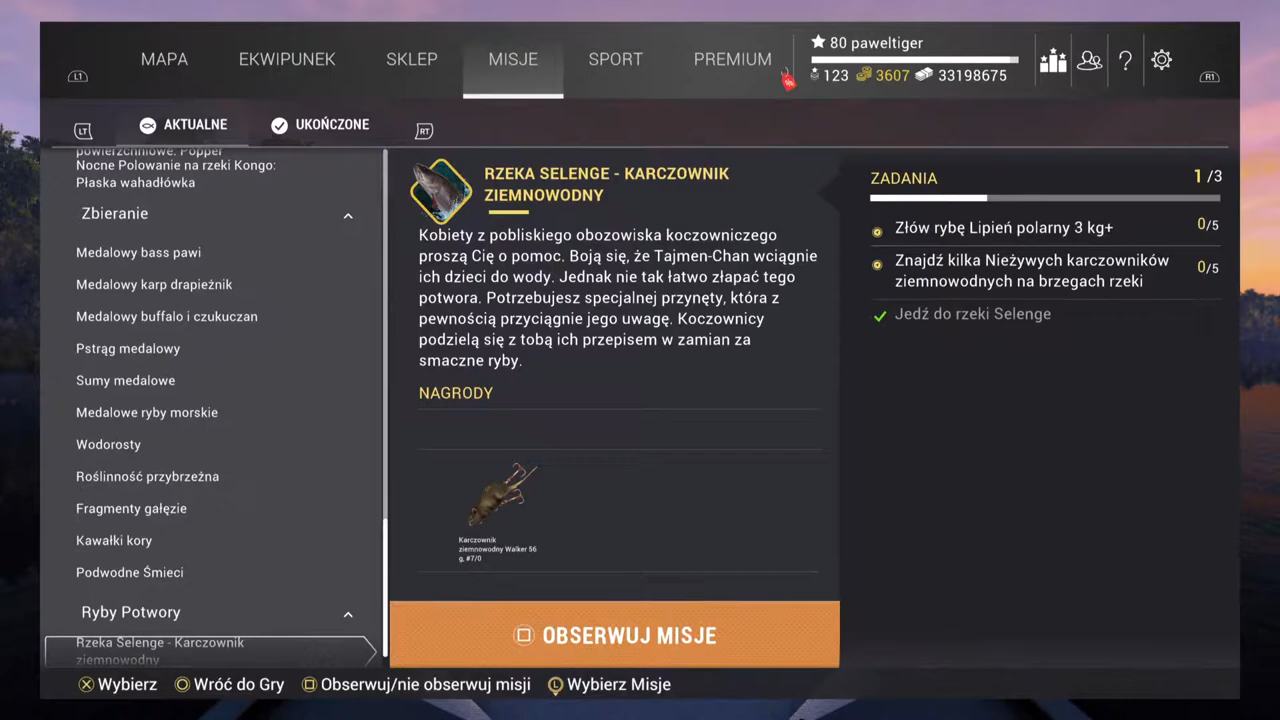 L1
MAPA
EKWIPUNEK
SKLEP
MISJE
SPORT
PREMIUM
80 paweltiger
123 3607 33198675
?
R1
LT
AKTUALNE
UKOŃCZONE
RT
powierzchniowe: Popper
Nocne Polowanie na rzeki Kongo:
Płaska wahadłówka
Zbieranie
Medalowy bass pawi
Medalowy karp drapieżnik
Medalowy buffalo i czukuczan
Pstrąg medalowy
Sumy medalowe
Medalowe ryby morskie
Wodorosty
Roślinność przybrzeżna
Fragmenty gałęzie
Kawałki kory
Podwodne Śmieci
Ryby Potwory
Rzeka Selenge - Karczownik
ziemnowodny
RZEKA SELENGE - KARCZOWNIK
ZIEMNOWODNY
Kobiety z pobliskiego obozowiska koczowniczego
proszą Cię o pomoc. Boją się, że Tajmen-Chan wciągnie
ich dzieci do wody. Jednak nie tak łatwo złapać tego
potwora. Potrzebujesz specjalnej przynęty, która z
pewnością przyciągnie jego uwagę. Koczownicy
podzielą się z tobą ich przepisem w zamian za
smaczne ryby.
NAGRODY
Karczownik
ziemnowodny Walker 56
g, #7/0
OBSERWUJ MISJE
ZADANIA 1/3
Złów rybę Lipień polarny 3 kg+ 0/5
Znajdź kilka Nieżywych karczowników
ziemnowodnych na brzegach rzeki 0/5
Jedź do rzeki Selenge
Wybierz
Wróć do Gry
Obserwuj/nie obserwuj misji
L Wybierz Misje